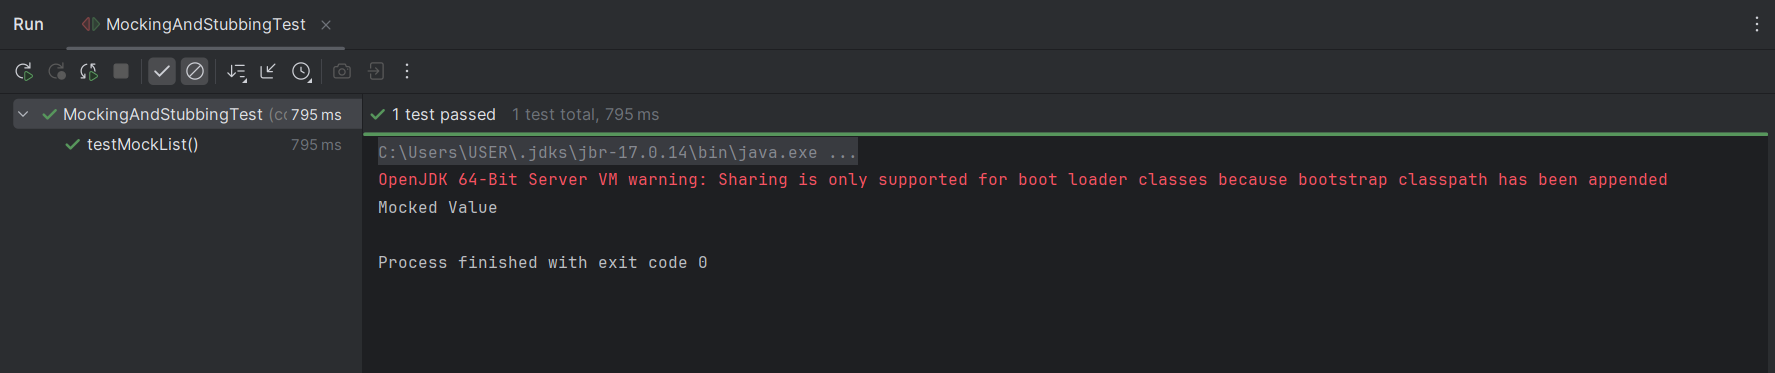 Run MockingAndStubbingTest
MockingAndStubbingTest (co 795 ms
1 test passed 1 test total, 795 ms
testMockList() 795 ms
C:\Users\USER\.jdks\jbr-17.0.14\bin\java.exe ...
OpenJDK 64-Bit Server VM warning: Sharing is only supported for boot loader classes because bootstrap classpath has been appended
Mocked Value
Process finished with exit code 0